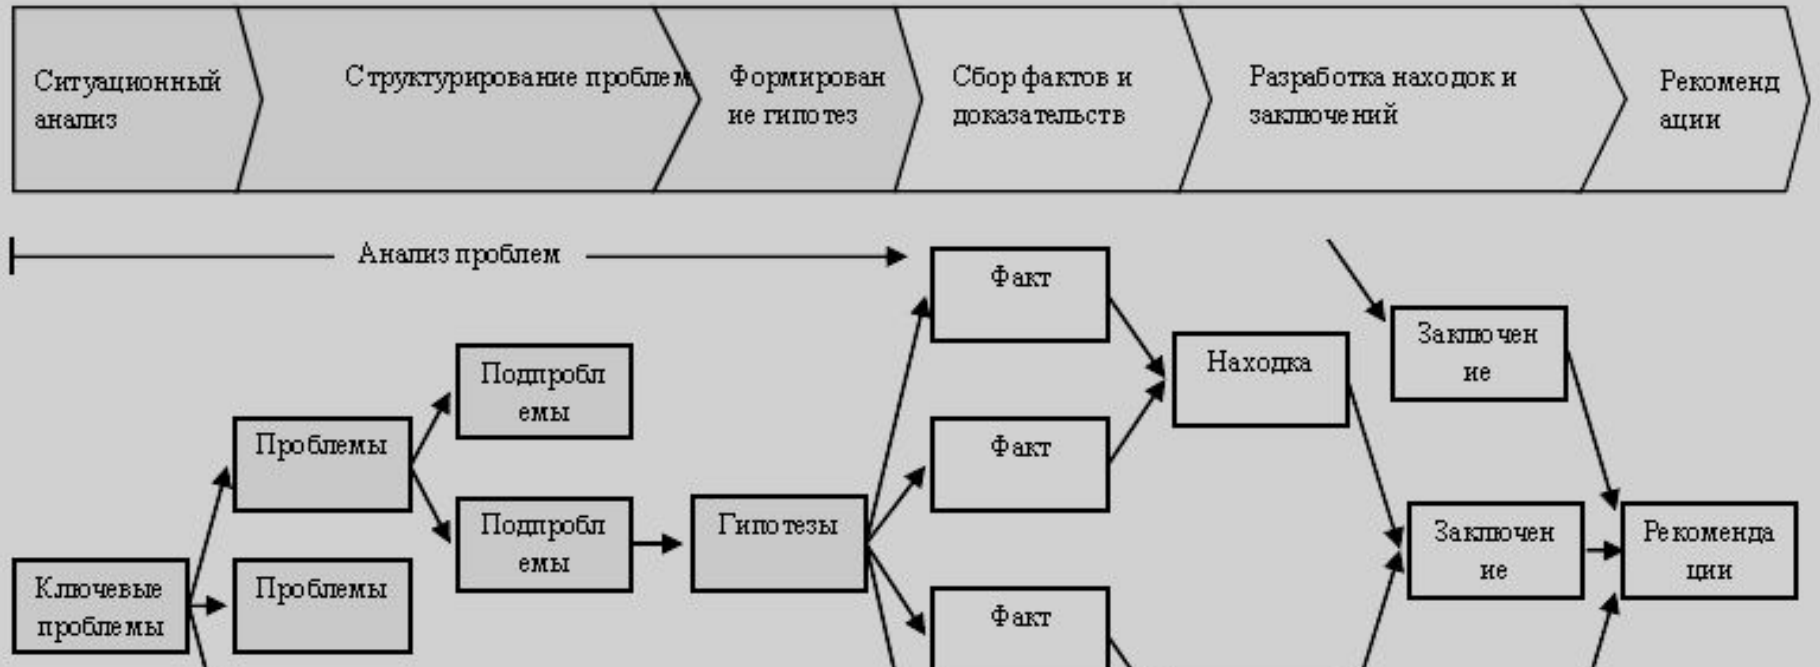 Ситуационный
анализ
Структурирование проблем
Формирован
ие гипотез
Сбор фактов и
доказательств
Разработка находок и
заключений
Рекоменд
ации
Анализ проблем
Факт
Заключен
ие
Находка
Подпробл
емы
Проблемы
Факт
Подпробл
емы
Гипотезы
Заключен
ие
Рекоменда
ции
Ключевые
проблемы
Проблемы
Факт